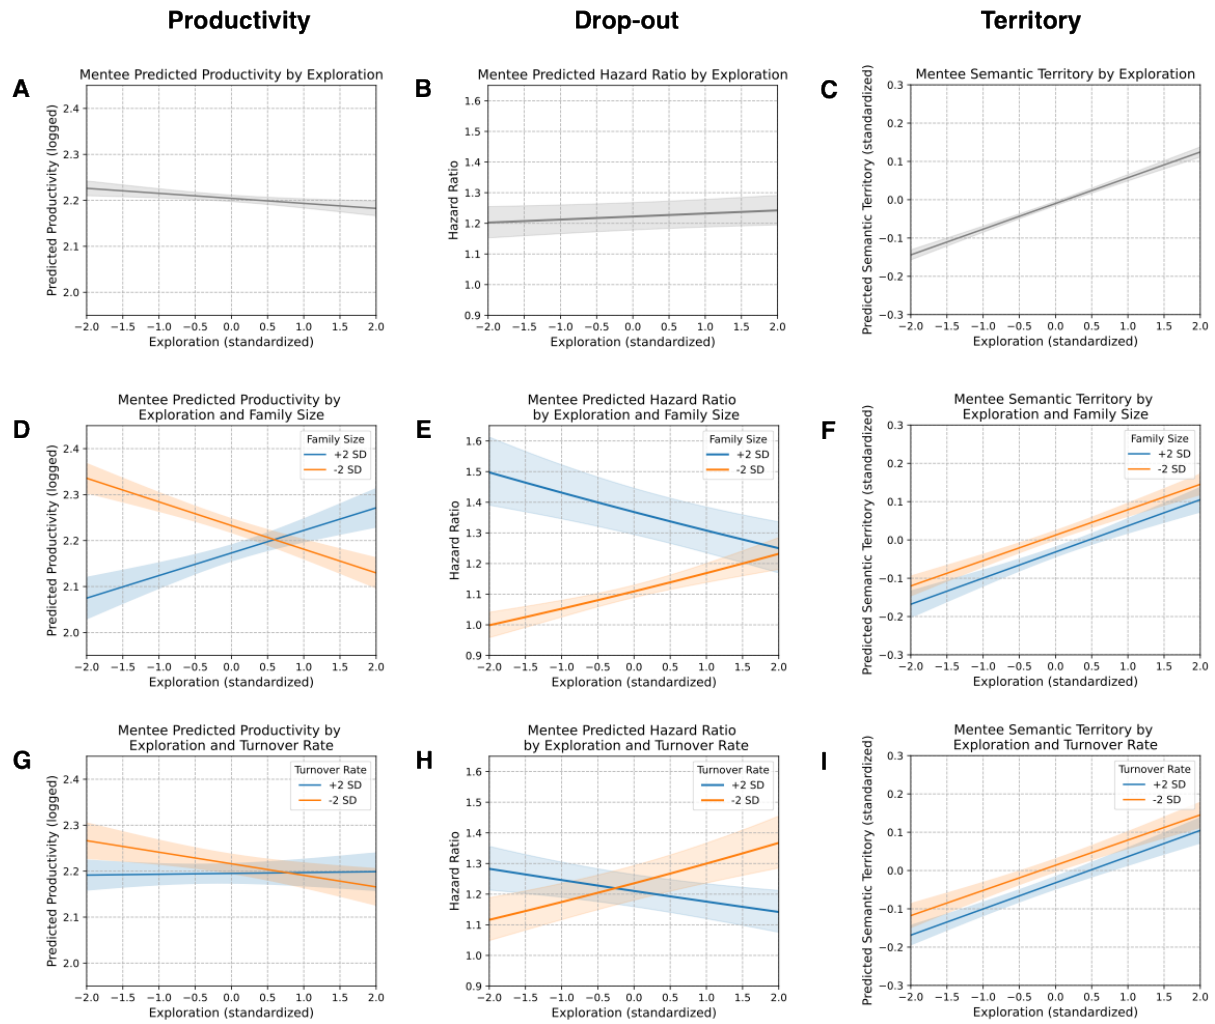 Productivity
Drop-out
Territory
A
Mentee Predicted Productivity by Exploration
Predicted Productivity (logged)
2.4
2.3
2.2
2.1
2.0
−2.0 −1.5 −1.0 −0.5 0.0 0.5 1.0 1.5 2.0
Exploration (standardized)
B
Mentee Predicted Hazard Ratio by Exploration
Hazard Ratio
1.6
1.5
1.4
1.3
1.2
1.1
1.0
0.9
−2.0 −1.5 −1.0 −0.5 0.0 0.5 1.0 1.5 2.0
Exploration (standardized)
C
Mentee Semantic Territory by Exploration
Predicted Semantic Territory (standardized)
0.3
0.2
0.1
0.0
−0.1
−0.2
−0.3
−2.0 −1.5 −1.0 −0.5 0.0 0.5 1.0 1.5 2.0
Exploration (standardized)
D
Mentee Predicted Productivity by
Exploration and Family Size
Predicted Productivity (logged)
2.4
2.3
2.2
2.1
2.0
Family Size
+2 SD
-2 SD
−2.0 −1.5 −1.0 −0.5 0.0 0.5 1.0 1.5 2.0
Exploration (standardized)
E
Mentee Predicted Hazard Ratio
by Exploration and Family Size
Hazard Ratio
1.6
1.5
1.4
1.3
1.2
1.1
1.0
0.9
Family Size
+2 SD
-2 SD
−2.0 −1.5 −1.0 −0.5 0.0 0.5 1.0 1.5 2.0
Exploration (standardized)
F
Mentee Semantic Territory by
Exploration and Family Size
Predicted Semantic Territory (standardized)
0.3
0.2
0.1
0.0
−0.1
−0.2
−0.3
Family Size
+2 SD
-2 SD
−2.0 −1.5 −1.0 −0.5 0.0 0.5 1.0 1.5 2.0
Exploration (standardized)
G
Mentee Predicted Productivity by
Exploration and Turnover Rate
Predicted Productivity (logged)
2.4
2.3
2.2
2.1
2.0
Turnover Rate
+2 SD
-2 SD
−2.0 −1.5 −1.0 −0.5 0.0 0.5 1.0 1.5 2.0
Exploration (standardized)
H
Mentee Predicted Hazard Ratio
by Exploration and Turnover Rate
Hazard Ratio
1.6
1.5
1.4
1.3
1.2
1.1
1.0
0.9
Turnover Rate
+2 SD
-2 SD
−2.0 −1.5 −1.0 −0.5 0.0 0.5 1.0 1.5 2.0
Exploration (standardized)
I
Mentee Semantic Territory by
Exploration and Turnover Rate
Predicted Semantic Territory (standardized)
0.3
0.2
0.1
0.0
−0.1
−0.2
−0.3
Turnover Rate
+2 SD
-2 SD
−2.0 −1.5 −1.0 −0.5 0.0 0.5 1.0 1.5 2.0
Exploration (standardized)